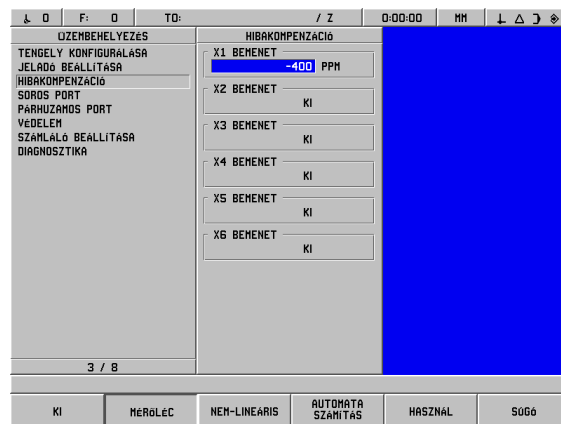 0 F: 0 TO: / Z 0:00:00 MM
ÜZEMBEHELYEZÉS
TENGELY KONFIGURÁLÁSA
JELADÓ BEÁLLÍTÁSA
HIBAKOMPENZÁCIÓ
SOROS PORT
PÁRHUZAMOS PORT
VÉDELEM
SZÁMLÁLÓ BEÁLLÍTÁSA
DIAGNOSZTIKA
3 / 8
HIBAKOMPENZÁCIÓ
X1 BEMENET
-400 PPM
X2 BEMENET
KI
X3 BEMENET
KI
X4 BEMENET
KI
X5 BEMENET
KI
X6 BEMENET
KI
KI MÉRŐLÉC NEM-LINEÁRIS AUTOMATA SZÁMÍTÁS HASZNÁL SÚGÓ